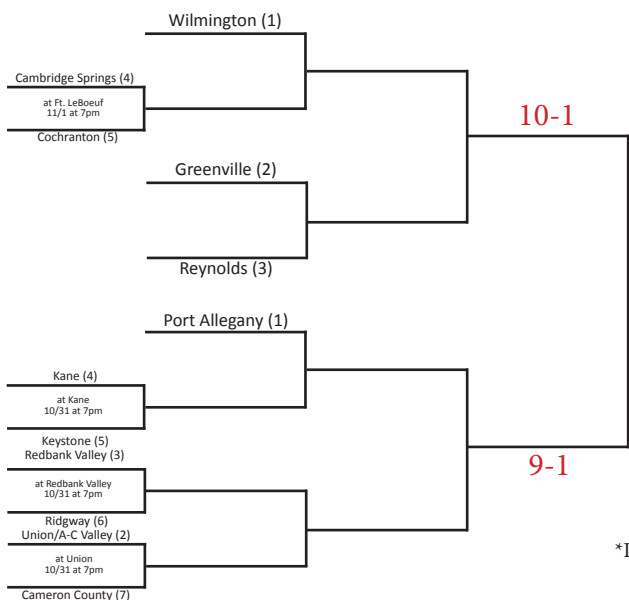 Wilmington (1)
Cambridge Springs (4)
at Ft. LeBoeuf
11/1 at 7pm
Cochranton (5)
10-1
Greenville (2)
Reynolds (3)
Port Allegany (1)
Kane (4)
at Kane
10/31 at 7pm
Keystone (5)
Redbank Valley (3)
9-1
at Redbank Valley
10/31 at 7pm
Ridgway (6)
Union/A-C Valley (2)
at Union
10/31 at 7pm
Cameron County (7)